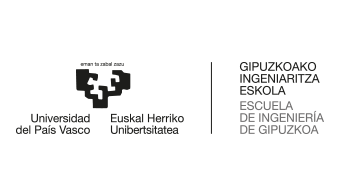 eman ta zabal zazu
Universidad
del País Vasco
Euskal Herriko
Unibertsitatea
GIPUZKOAKO
INGENIARITZA
ESKOLA
ESCUELA
DE INGENIERÍA
DE GIPUZKOA